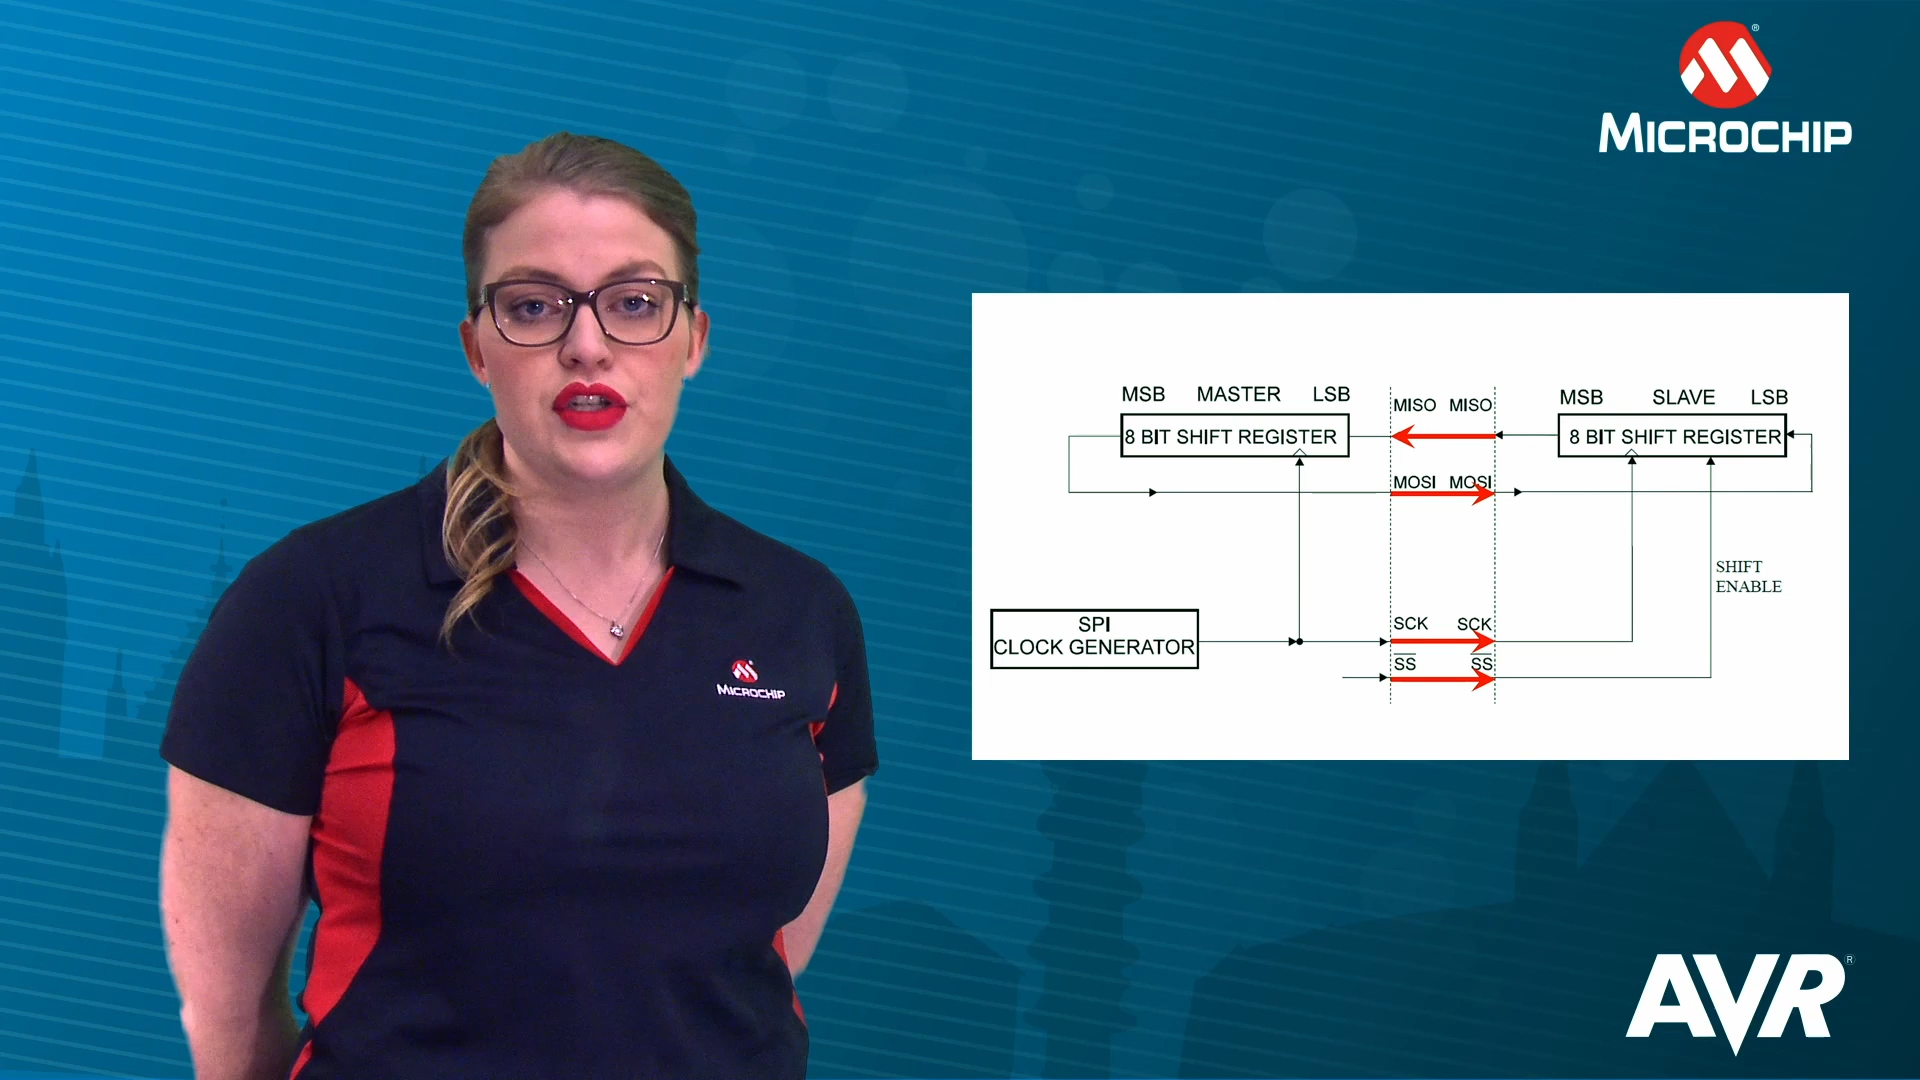 ®
MICROCHIP
MSB MASTER LSB
MISO MISO
MSB SLAVE LSB
8 BIT SHIFT REGISTER
8 BIT SHIFT REGISTER
MOSI MOSI
SHIFT
ENABLE
SPI
CLOCK GENERATOR
SCK SCK
SS SS
MICROCHIP
AVR®